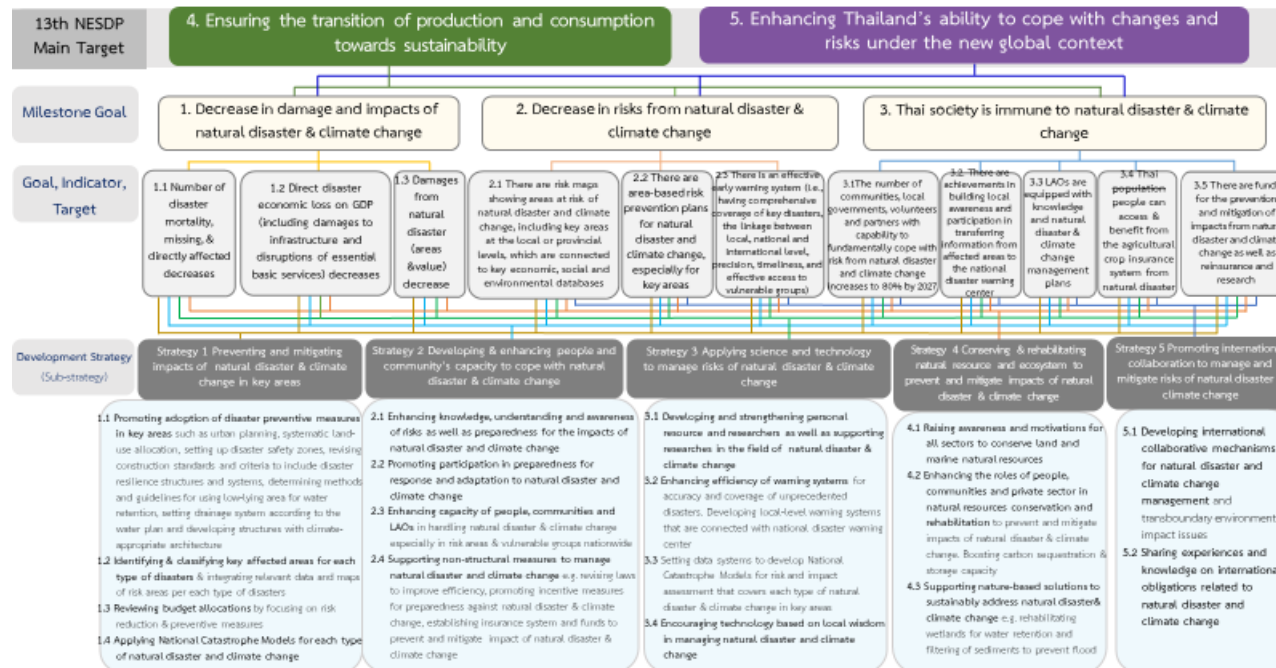 13th NESDP
Main Target
4. Ensuring the transition of production and consumption
towards sustainability
5. Enhancing Thailand's ability to cope with changes and
risks under the new global context
Milestone Goal
1. Decrease in damage and impacts of
natural disaster & climate change
2. Decrease in risks from natural disaster &
climate change
3. Thai society is immune to natural disaster & climate
change
Goal, Indicator,
Target
1.1 Number of
disaster
mortality,
missing, &
directly affected
decreases
1.2 Direct disaster
economic loss on GDP
(including damages to
infrastructure and
disruptions of essential
basic services) decreases
1.3 Damages
from
natural
disaster
(areas
&value)
decrease
2.1 There are risk maps
showing areas at risk of
natural disaster and climate
change, including key areas
at the local or provincial
levels, which are connected
to key economic, social and
environmental databases
2.2 There are
area-based risk
prevention plans
for natural
disaster and
climate change,
especially for
key areas
2.3 There is an effective
early warning system (i.e.,
having comprehensive
coverage of key disasters,
the linkage between
local, national and
international level,
precision, timeliness, and
effective access to
vulnerable groups)
3.1The number of
communities, local
governments, volunteers
and partners with
capability to
fundamentally cope with
risk from natural disaster
and climate change
increases to 80% by 2027
3.2. There are
achievements in
building local
awareness and
participation in
transferring
information from
affected areas to
the national
disaster warning
center
3.3 LAOs are
equipped with
knowledge
and natural
disaster &
climate
change
management
plans
3.4 Thai
population
people can
access &
benefit from
the agricultural
crop insurance
system from
natural disaster
3.5 There are fund
for the prevention
and mitigation of
impacts from natur
disaster and climat
change as well as
reinsurance and
research
Development Strategy
(Sub-strategy)
Strategy 1 Preventing and mitigating
impacts of natural disaster & climate
change in key areas
Strategy 2 Developing & enhancing people and
community's capacity to cope with natural
disaster & climate change
Strategy 3 Applying science and technology
to manage risks of natural disaster & climate
change
Strategy 4 Conserving & rehabilitating
natural resource and ecosystem to
prevent and mitigate impacts of natural
disaster & climate change
Strategy 5 Promoting internation
collaboration to manage and
mitigate risks of natural disaster
climate change
1.1 Promoting adoption of disaster preventive measures
in key areas such as urban planning, systematic land-
use allocation, setting up disaster safety zones, revising
construction standards and criteria to include disaster
resilience structures and systems, determining methods
and guidelines for using low-lying area for water
retention, setting drainage system according to the
water plan and developing structures with climate-
appropriate architecture
1.2 Identifying & classifying key affected areas for each
type of disasters & integrating relevant data and maps
of risk areas per each type of disasters
1.3 Reviewing budget allocations by focusing on risk
reduction & preventive measures
1.4 Applying National Catastrophe Models for each type
of natural disaster and climate change
2.1 Enhancing knowledge, understanding and awareness
of risks as well as preparedness for the impacts of
natural disaster and climate change
2.2 Promoting participation in preparedness for
response and adaptation to natural disaster and
climate change
2.3 Enhancing capacity of people, communities and
LAOs in handling natural disaster & climate change
especially in risk areas & vulnerable groups nationwide
2.4 Supporting non-structural measures to manage
natural disaster and climate change e.g. revising laws
to improve efficiency, promoting incentive measures
for preparedness against natural disaster & climate
change, establishing insurance system and funds to
prevent and mitigate impact of natural disaster &
climate change
3.1 Developing and strengthening personal
resource and researchers as well as supporting
researches in the field of natural disaster &
climate change
3.2 Enhancing efficiency of warning systems for
accuracy and coverage of unprecedented
disasters. Developing local-level warning systems
that are connected with national disaster warning
center
3.3 Setting data systems to develop National
Catastrophe Models for risk and impact
assessment that covers each type of natural
disaster & climate change in key areas
3.4 Encouraging technology based on local wisdom
in managing natural disaster and climate
change
4.1 Raising awareness and motivations for
all sectors to conserve land and
marine natural resources
4.2 Enhancing the roles of people,
communities and private sector in
natural resources conservation and
rehabilitation to prevent and mitigate
impacts of natural disaster & climate
change. Boosting carbon sequestration &
storage capacity
4.3 Supporting nature-based solutions to
sustainably address natural disaster&
climate change e.g. rehabilitating
wetlands for water retention and
filtering of sediments to prevent flood
5.1 Developing international
collaborative mechanisms
for natural disaster and
climate change
management and
transboundary environment
impact issues
5.2 Sharing experiences and
knowledge on internation
obligations related to
natural disaster and
climate change